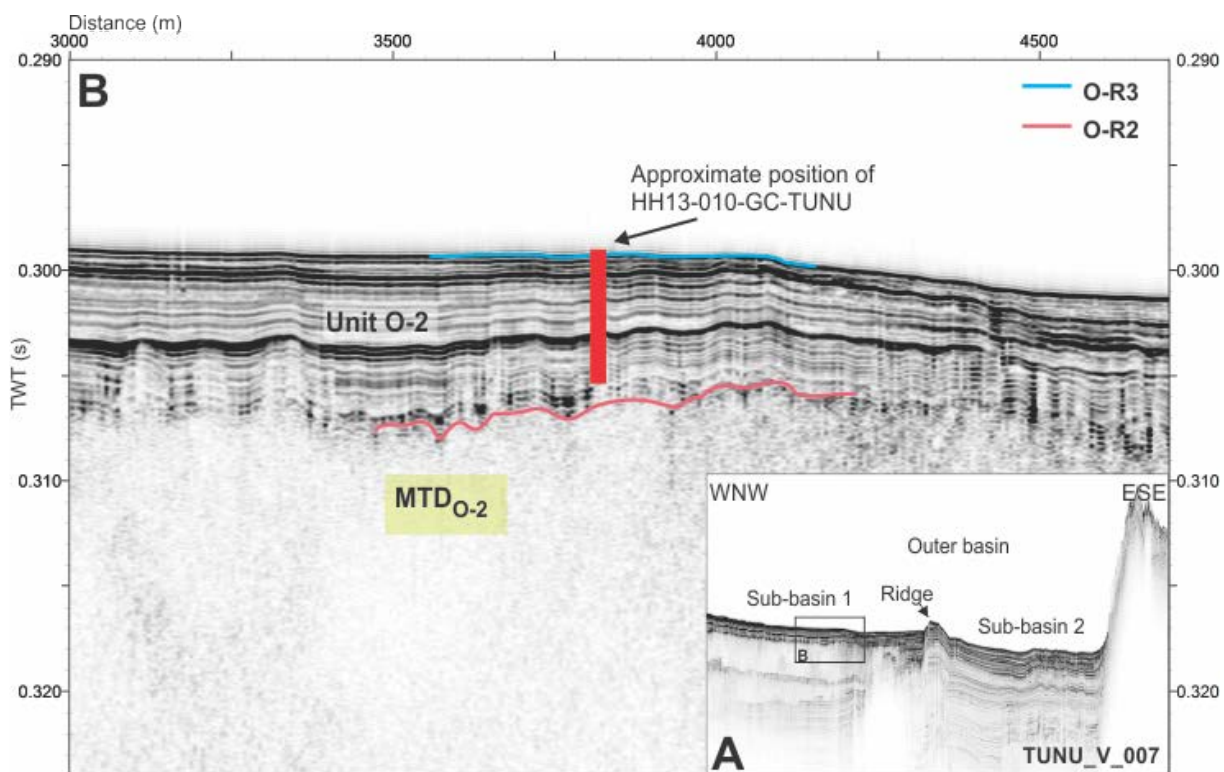 Distance (m)
3000 3500 4000 4500
0.290 0.290
B
O-R3
O-R2
Approximate position of
HH13-010-GC-TUNU
0.300 0.300
Unit O-2
TWT (s)
0.310 0.310
MTDO-2
WNW ESE
Outer basin
Sub-basin 1
Ridge
Sub-basin 2
B
0.320 0.320
A
TUNU_V_007